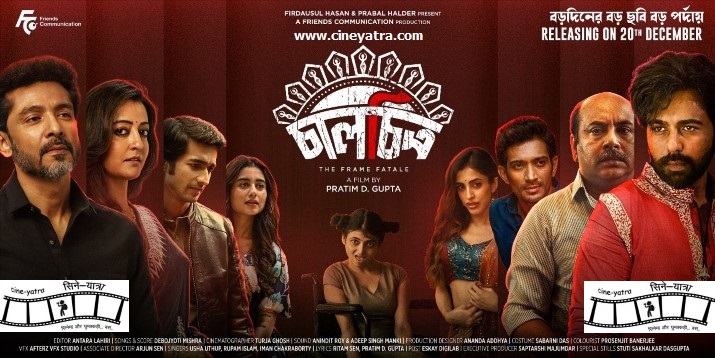 Friends
Communication
FIRDAUSUL HASAN & PRABAL HALDER PRESENT
A FRIENDS COMMUNICATION PRODUCTION
www.cineyatra.com
বড়দিনের বড় ছবি বড় পর্দায়
RELEASING ON 20TH DECEMBER
চালচিত্র
THE FRAME FATALE
A FILM BY
PRATIM D. GUPTA
cine-yatra
सिने-यात्रा
cine-yatra
सिने-यात्रा
EDITOR ANTARA LAHIRI | SONGS & SCORE DEBOJYOTI MISHRA | CINEMATOGRAPHER TURJA GHOSH | SOUND ANINDIT ROY & ADEEP SINGH MANKI | PRODUCTION DESIGNER ANANDA ADDHYA | COSTUME SABARNI DAS | COLOURIST PROSENJIT BANERJEE
VFX AFTERZ VFX STUDIO | ASSOCIATE DIRECTOR ARJUN SEN | SINGERS USHA UTHUP, RUPAM ISLAM, IMAN CHAKRABORTY | LYRICS RITAM SEN, PRATIM D. GUPTA | POST ESKAY DIGILAB | EXECUTIVE PRODUCER SAPTARSH MAJUMDAR | SPECIAL STILLS STUTI SAKHALKAR DASGUPTA